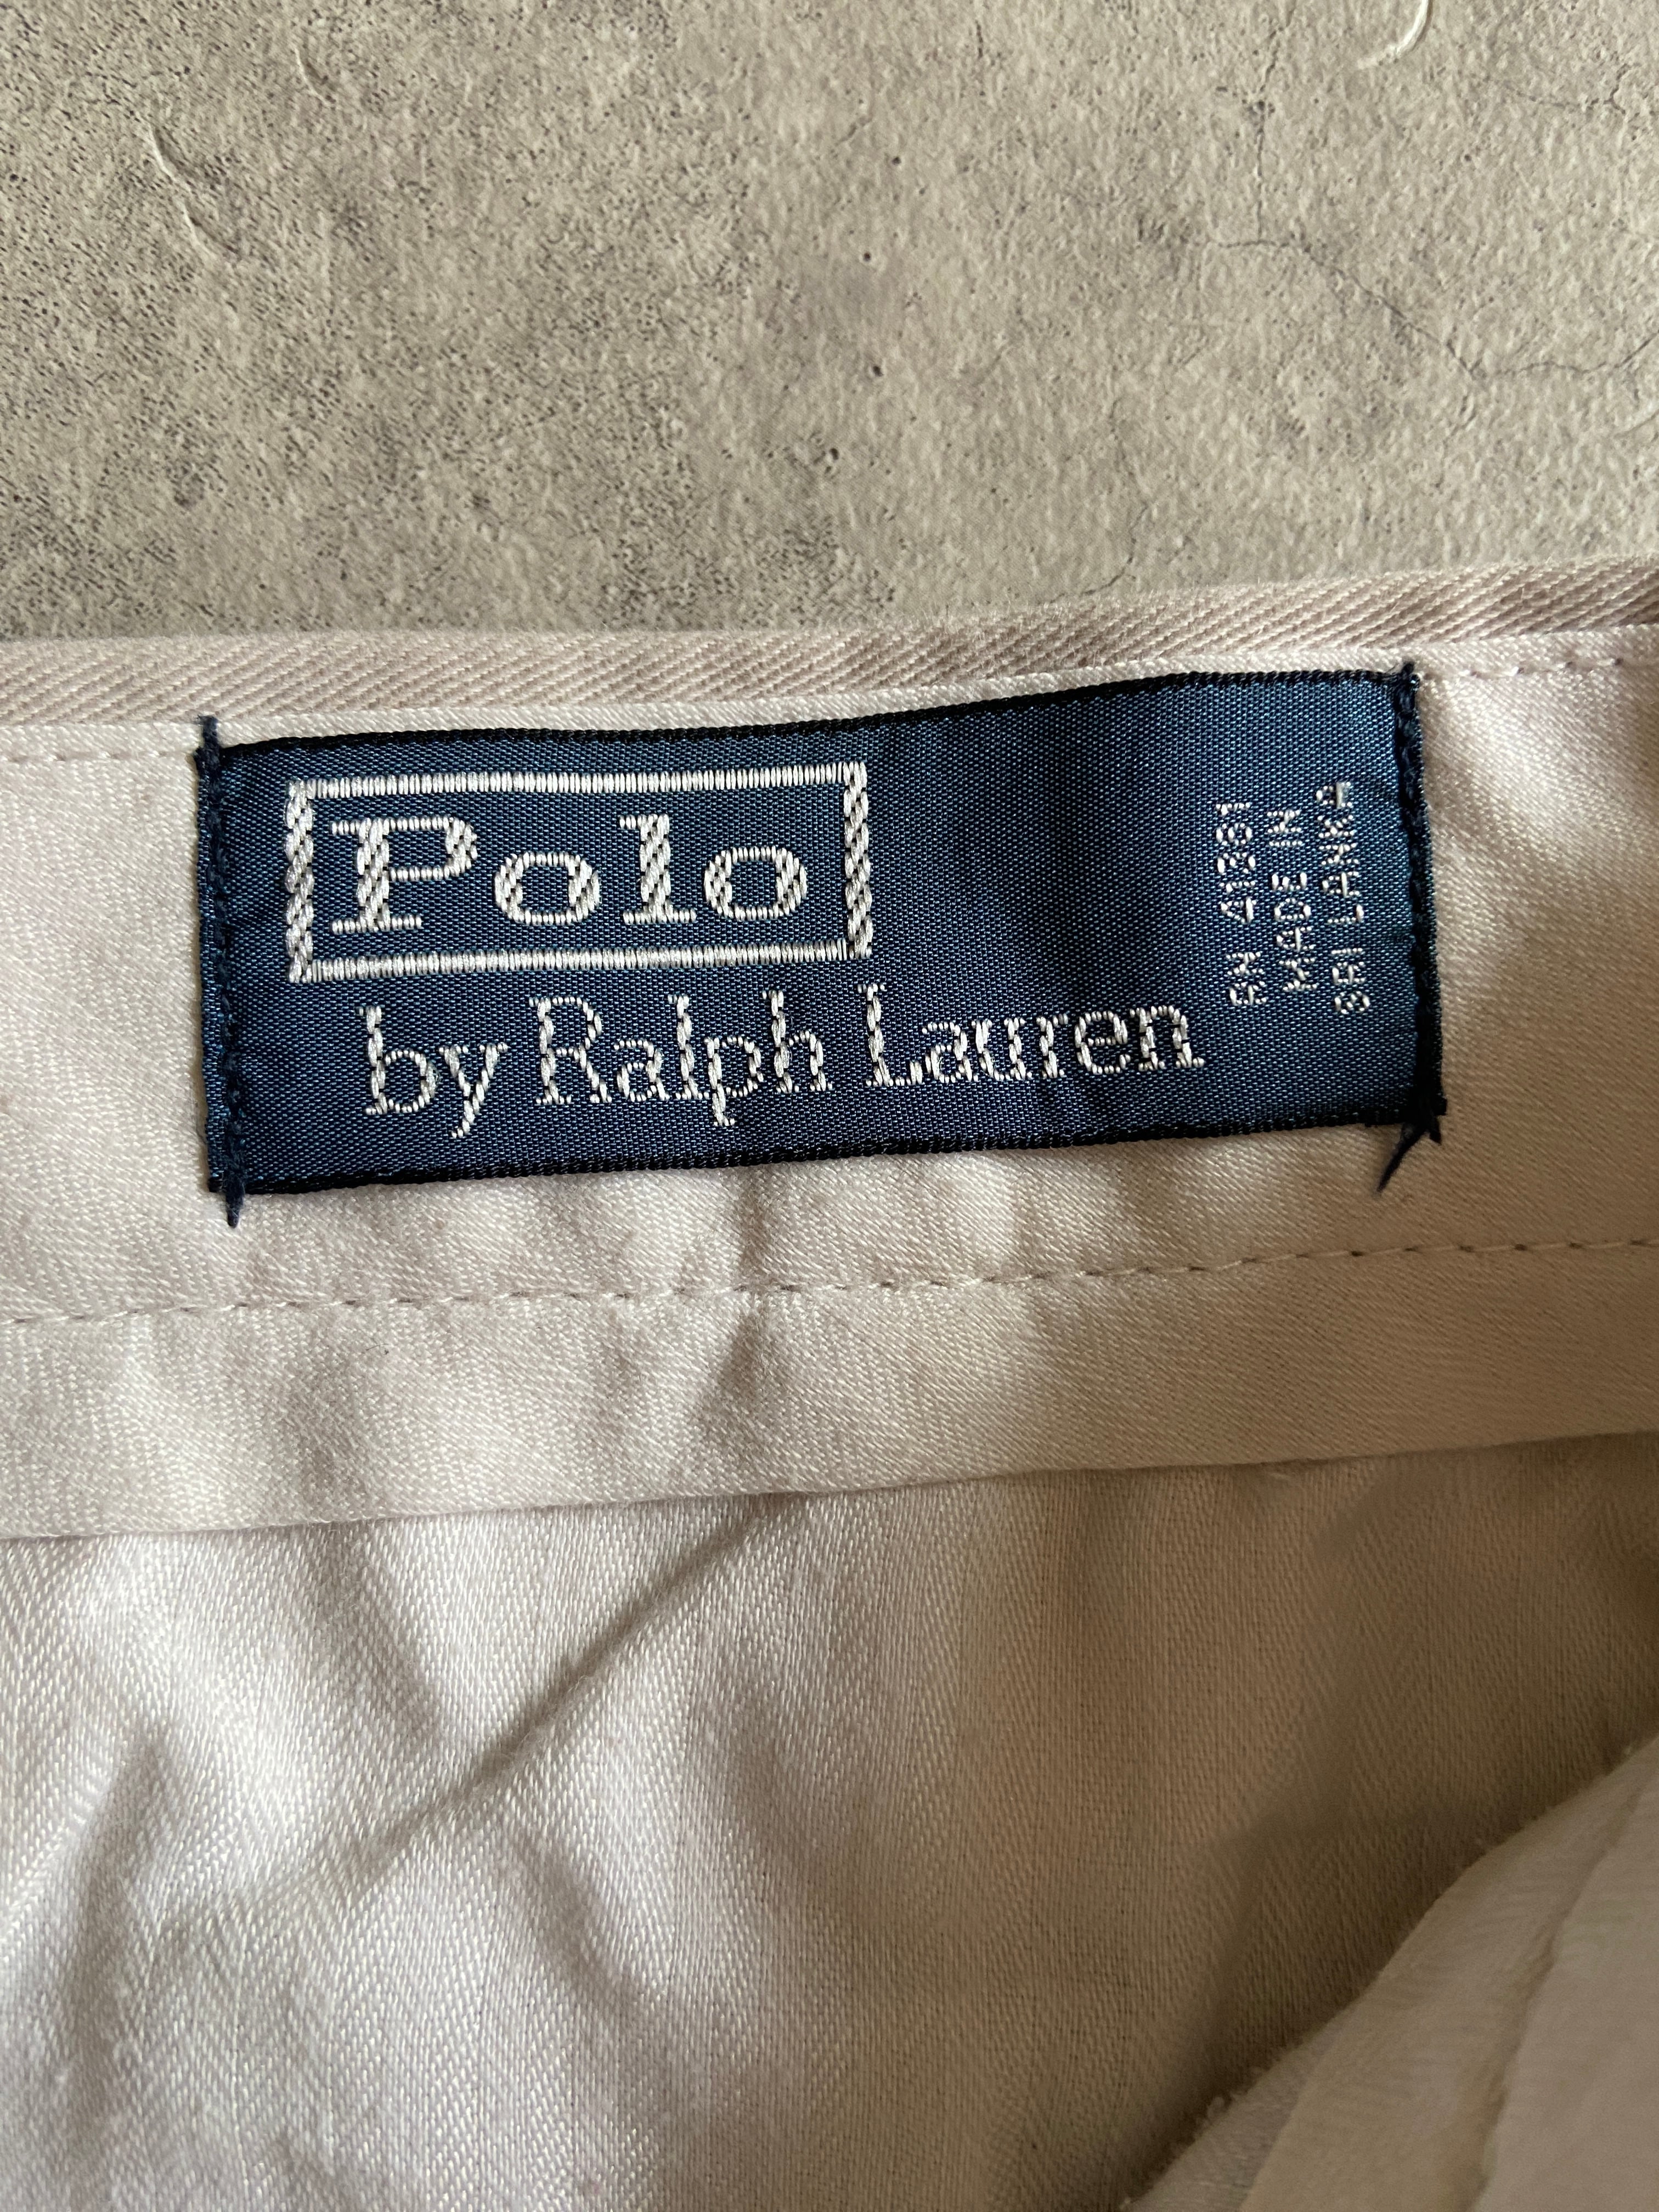 Polo
by Ralph Lauren
RN 41381
MADE IN
SRI LANKA